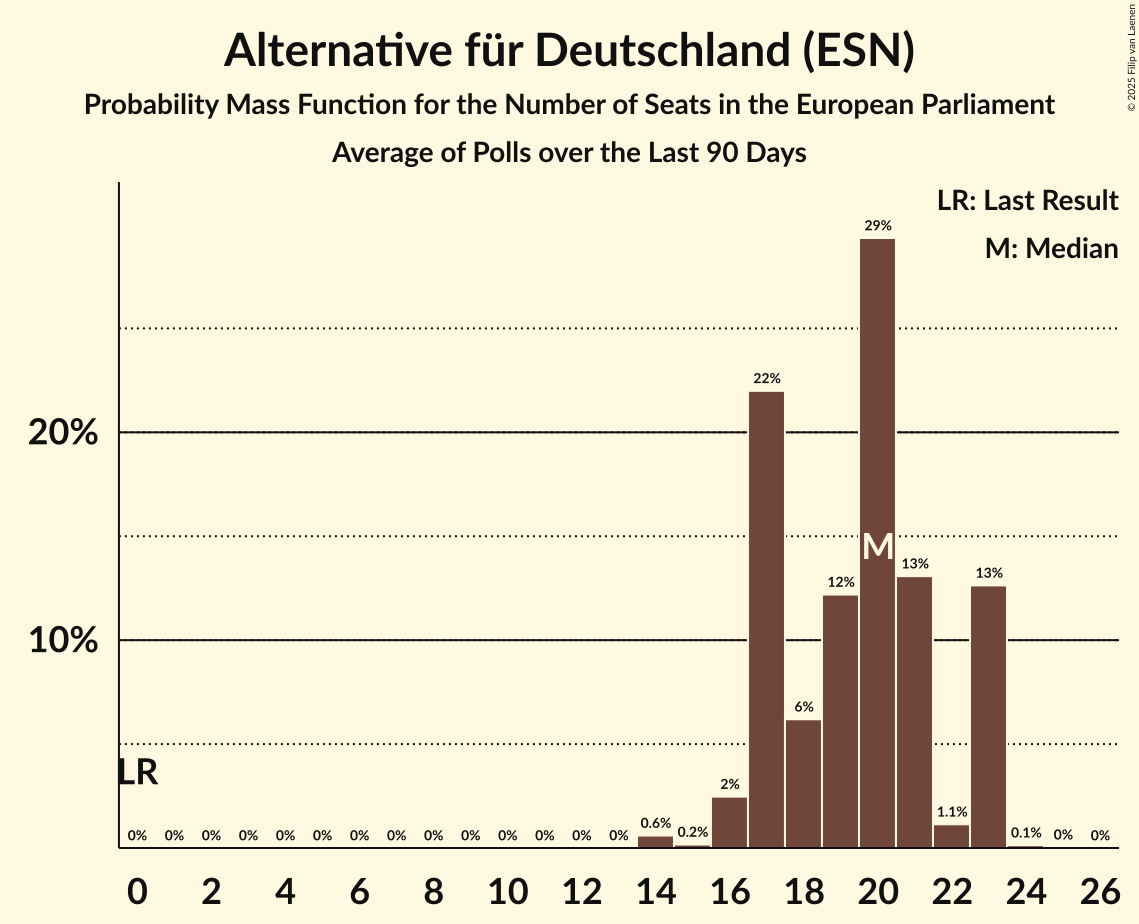 Alternative für Deutschland (ESN)
Probability Mass Function for the Number of Seats in the European Parliament
Average of Polls over the Last 90 Days
© 2025 Filip van Laenen
LR: Last Result
M: Median
20%
10%
LR
M
0% 0% 0% 0% 0% 0% 0% 0% 0% 0% 0% 0% 0% 0% 0.6% 0.2% 2% 22% 6% 12% 29% 13% 1.1% 13% 0.1% 0% 0%
0 2 4 6 8 10 12 14 16 18 20 22 24 26